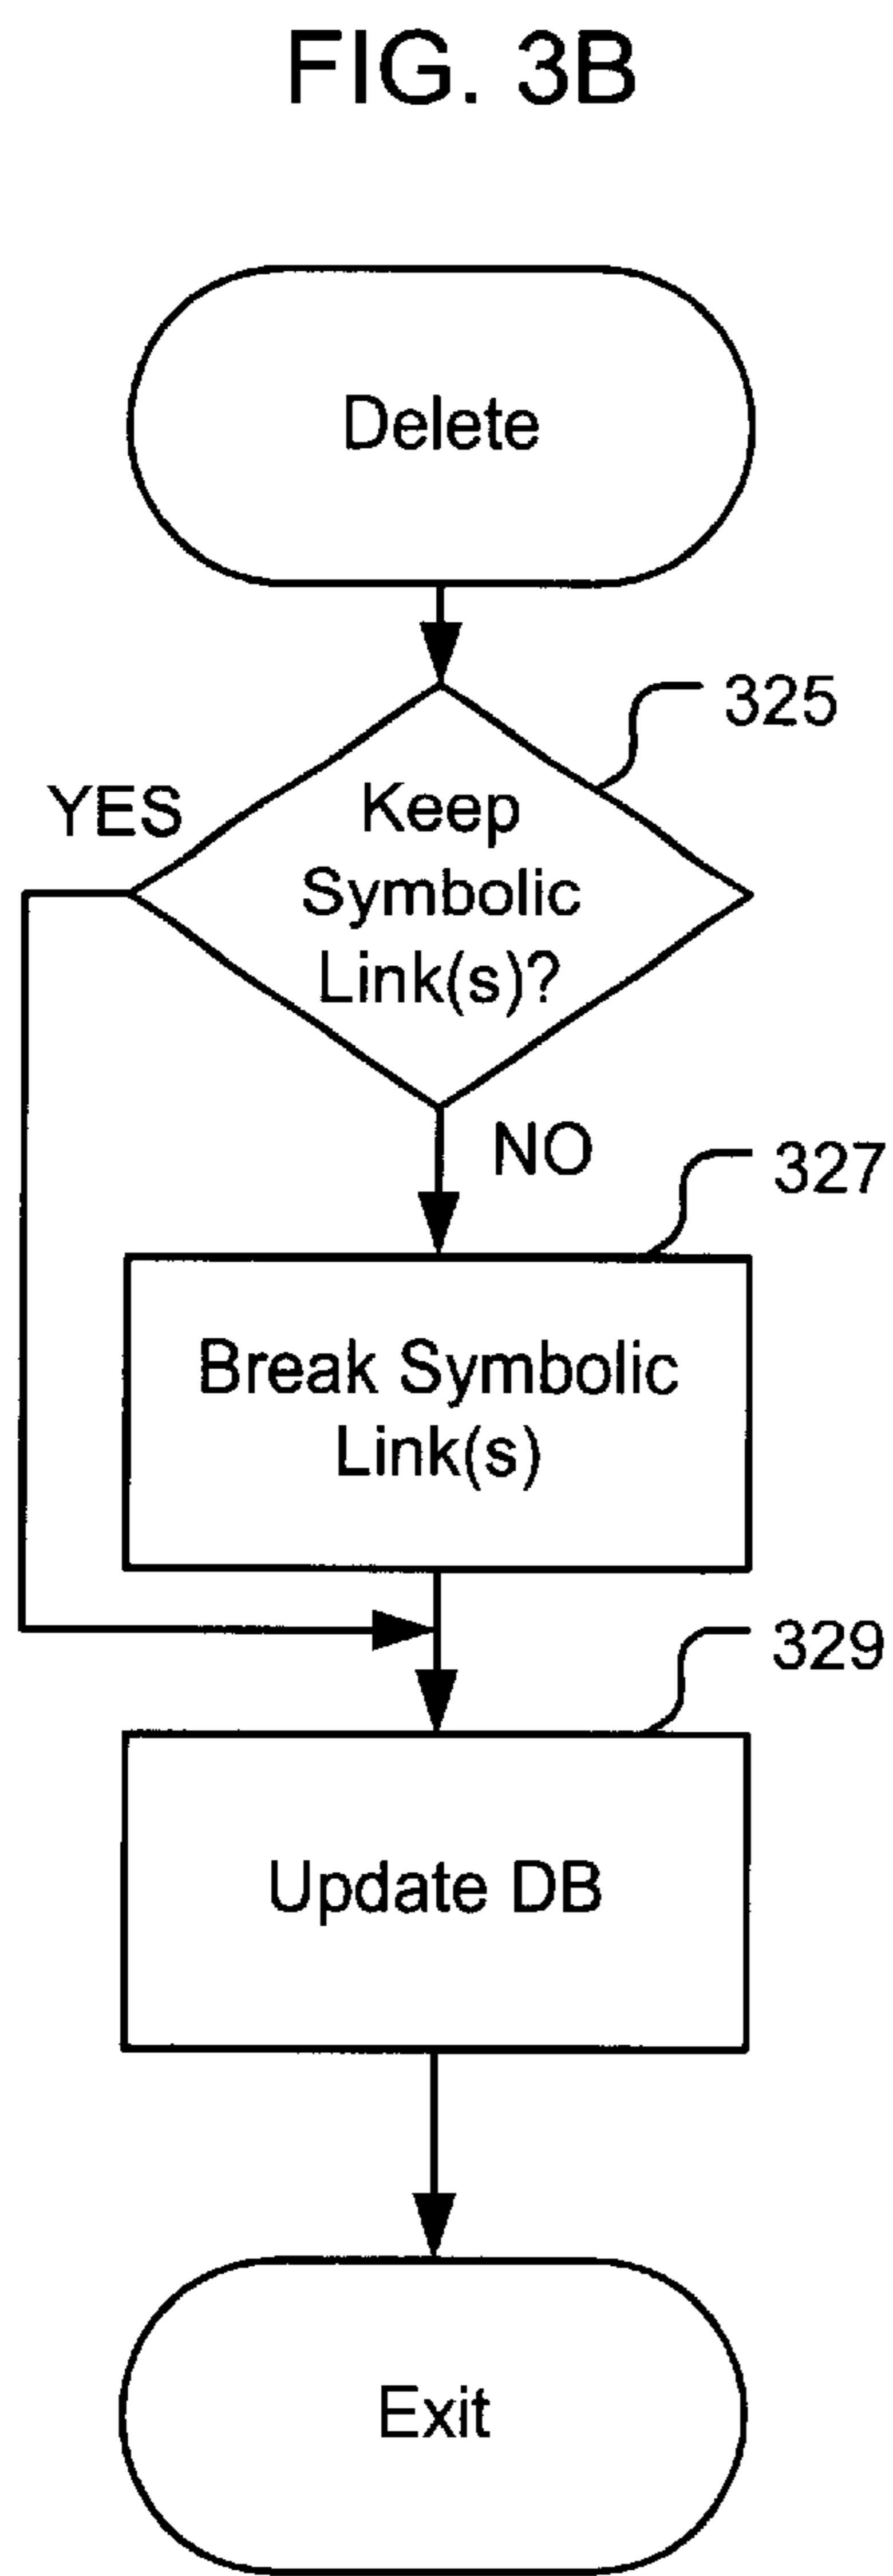 FIG. 3B
Delete
325
YES
Keep
Symbolic
Link(s)?
NO
327
Break Symbolic
Link(s)
329
Update DB
Exit